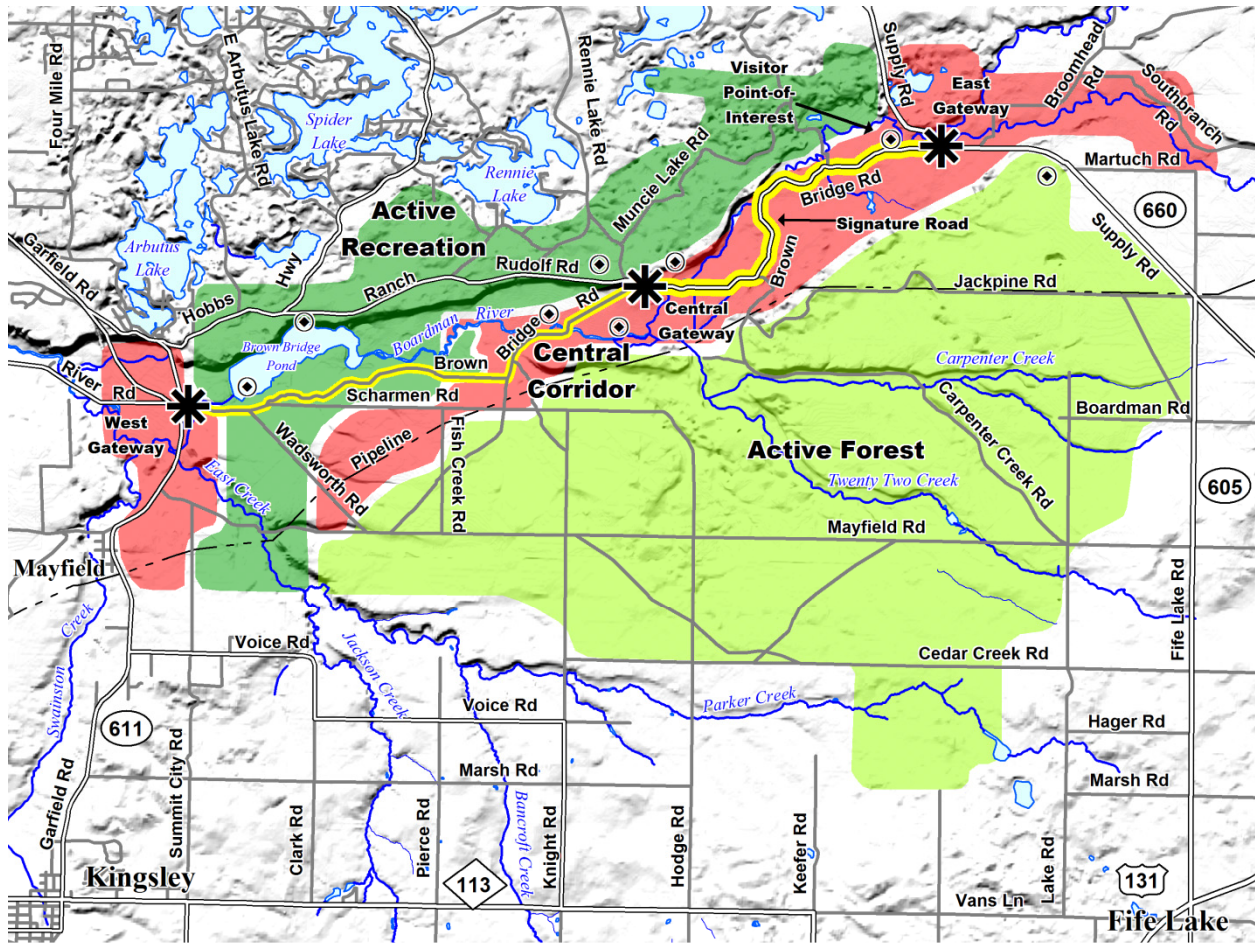 Four Mile Rd
E Arbutus Lake Rd
Spider
Lake
Rennie Lake Rd
Rennie
Lake
Visitor
Point-of-
Interest
Supply Rd
East
Gateway
Broomhead
Rd
Southbranch
Rd
Martuch Rd
660
Muncie Lake Rd
Bridge Rd
Signature Road
Brown
Supply Rd
Active
Recreation
Arbutus
Lake
Garfield Rd
Hobbs
Hwy
Ranch
Rudolf Rd
Jackpine Rd
Central
Gateway
Boardman
River
Bridge
Rd
Brown
Brown Bridge
Pond
Central
Corridor
Carpenter Creek
River
Rd
West
Gateway
Scharmen Rd
Wadsworth Rd
Pipeline
Fish Creek Rd
Carpenter Creek Rd
Boardman Rd
Active Forest
Twenty Two Creek
East Creek
605
Mayfield Rd
Mayfield
Fife Lake Rd
Swainston
Creek
Voice Rd
Jackson Creek
Cedar Creek Rd
Parker Creek
Voice Rd
611
Hager Rd
Marsh Rd
Marsh Rd
Garfield Rd
Summit City Rd
Clark Rd
Pierce Rd
Bancroft Creek
Knight Rd
Hodge Rd
Keefer Rd
Lake Rd
Kingsley
113
131
Vans Ln
Fife Lake